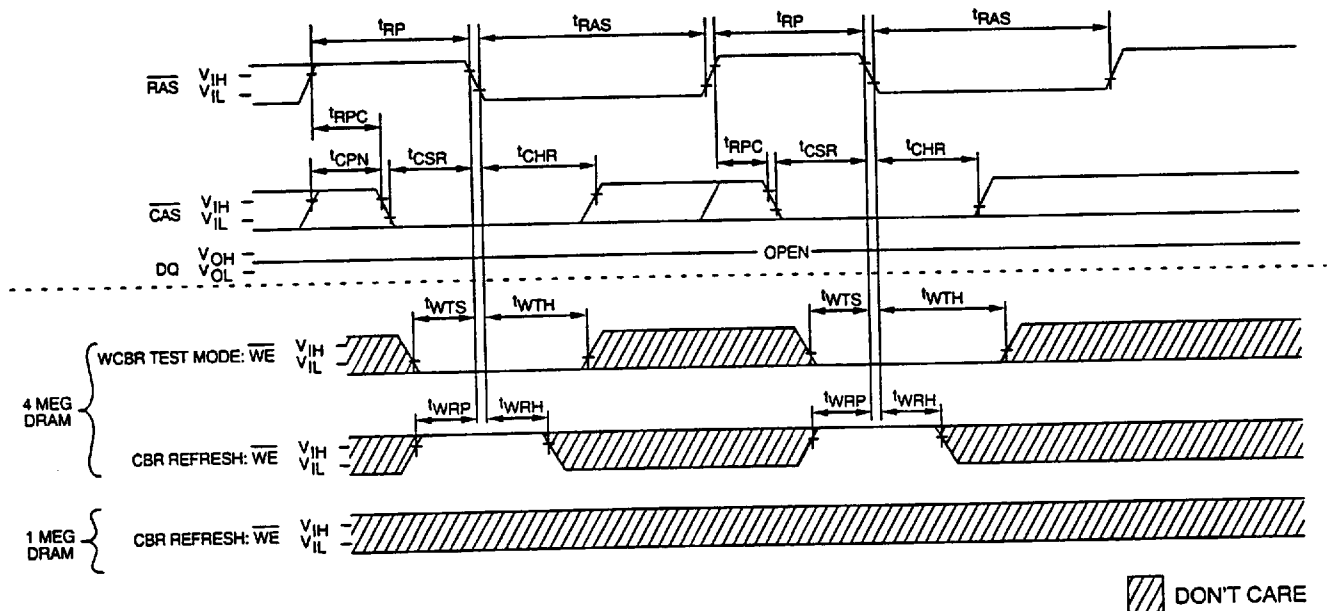 tRP tRAS tRP tRAS
RAS VIH
VIL
tRPC
tCPN tCSR tCHR tRPC tCSR tCHR
CAS VIH
VIL
DQ VOH
VOL
OPEN
tWTS tWTH tWTS tWTH
4 MEG
DRAM
WCBR TEST MODE: WE VIH
VIL
tWRP tWRH tWRP tWRH
CBR REFRESH: WE VIH
VIL
1 MEG
DRAM
CBR REFRESH: WE VIH
VIL
DON'T CARE